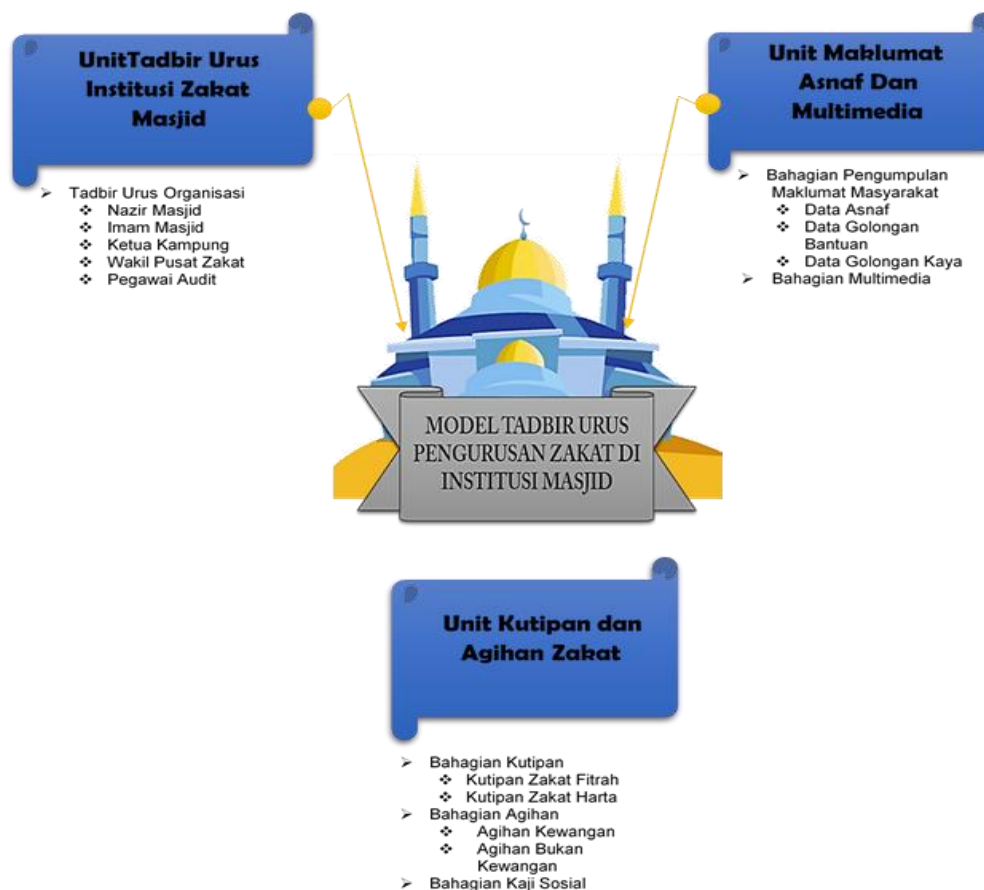 UnitTadbir Urus
Institusi Zakat
Masjid
➢ Tadbir Urus Organisasi
❖ Nazir Masjid
❖ Imam Masjid
❖ Ketua Kampung
❖ Wakil Pusat Zakat
❖ Pegawai Audit
Unit Maklumat
Asnaf Dan
Multimedia
➢ Bahagian Pengumpulan
Maklumat Masyarakat
❖ Data Asnaf
❖ Data Golongan
Bantuan
❖ Data Golongan Kaya
➢ Bahagian Multimedia
MODEL TADBIR URUS
PENGURUSAN ZAKAT DI
INSTITUSI MASJID
Unit Kutipan dan
Agihan Zakat
➢ Bahagian Kutipan
❖ Kutipan Zakat Fitrah
❖ Kutipan Zakat Harta
➢ Bahagian Agihan
❖ Agihan Kewangan
❖ Agihan Bukan
Kewangan
➢ Bahagian Kaji Sosial